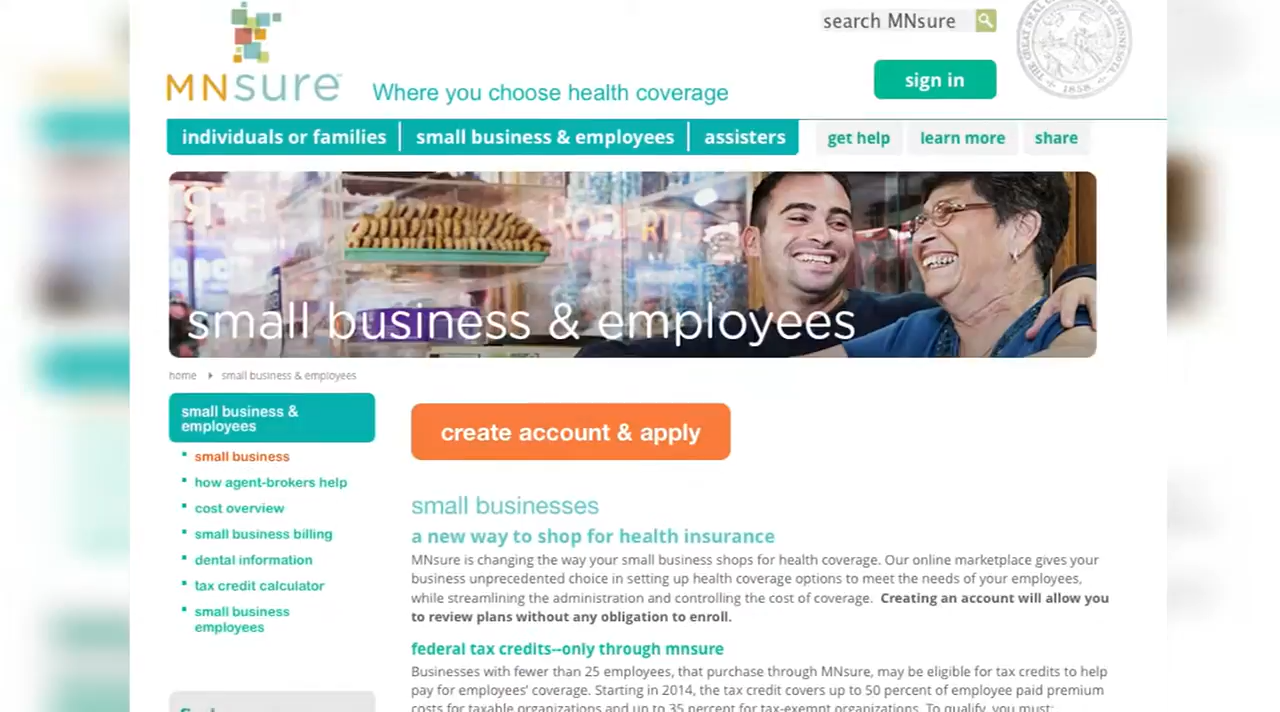 search MNsure
THE GREAT SEAL OF THE STATE OF MINNESOTA
1858
MNsure
Where you choose health coverage
sign in
individuals or families
small business & employees
assisters
get help
learn more
share
small business & employees
home
small business & employees
small business &
employees
create account & apply
small business
how agent-brokers help
cost overview
small business billing
dental information
tax credit calculator
small business
employees
small businesses
a new way to shop for health insurance
MNsure is changing the way your small business shops for health coverage. Our online marketplace gives your
business unprecedented choice in setting up health coverage options to meet the needs of your employees,
while streamlining the administration and controlling the cost of coverage. Creating an account will allow you
to review plans without any obligation to enroll.
federal tax credits--only through mnsure
Businesses with fewer than 25 employees, that purchase through MNsure, may be eligible for tax credits to help
pay for employees' coverage. Starting in 2014, the tax credit covers up to 50 percent of employee paid premium
costs for taxable organizations and up to 35 percent for tax-exempt organizations. To qualify, you must: